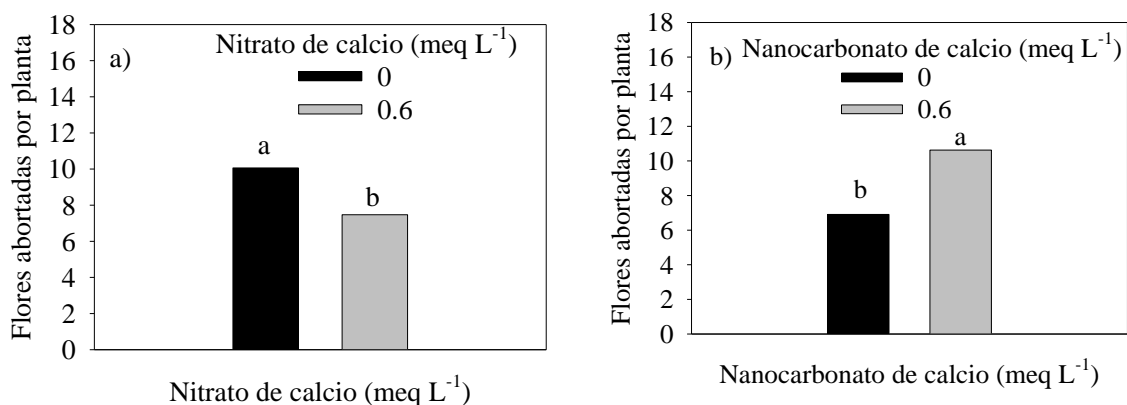 a)
Nitrato de calcio (meq L⁻¹)
0
0.6
Flores abortadas por planta
18
16
14
12
10
8
6
4
2
0
a
b
Nitrato de calcio (meq L⁻¹)
b)
Nanocarbonato de calcio (meq L⁻¹)
0
0.6
Flores abortadas por planta
18
16
14
12
10
8
6
4
2
0
b
a
Nanocarbonato de calcio (meq L⁻¹)